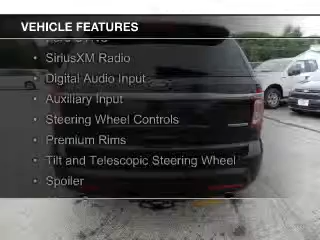 VEHICLE FEATURES
• SiriusXM Radio
• Digital Audio Input
• Auxiliary Input
• Steering Wheel Controls
• Premium Rims
• Tilt and Telescopic Steering Wheel
• Spoiler